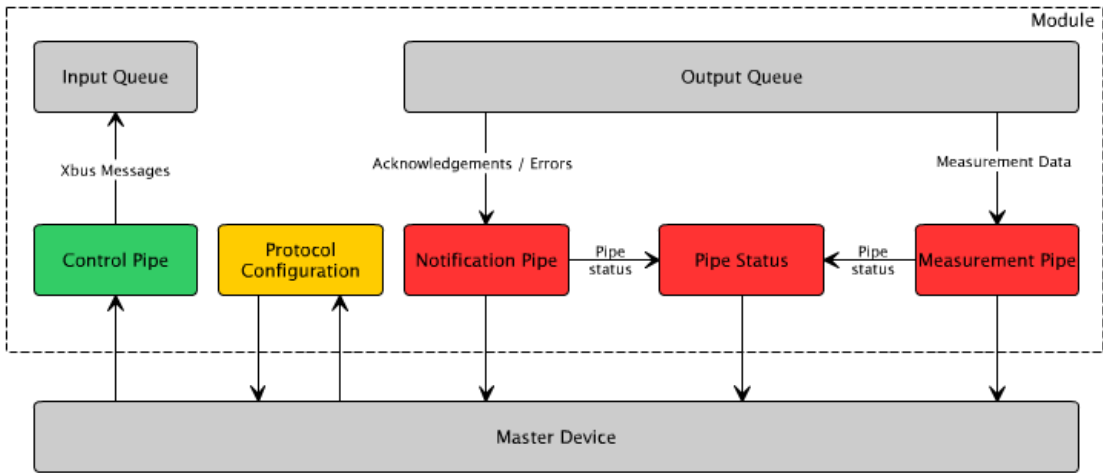 Module
Input Queue
Output Queue
Xbus Messages
Acknowledgements / Errors
Measurement Data
Control Pipe
Protocol
Configuration
Notification Pipe
Pipe
status
Pipe Status
Pipe
status
Measurement Pipe
Master Device